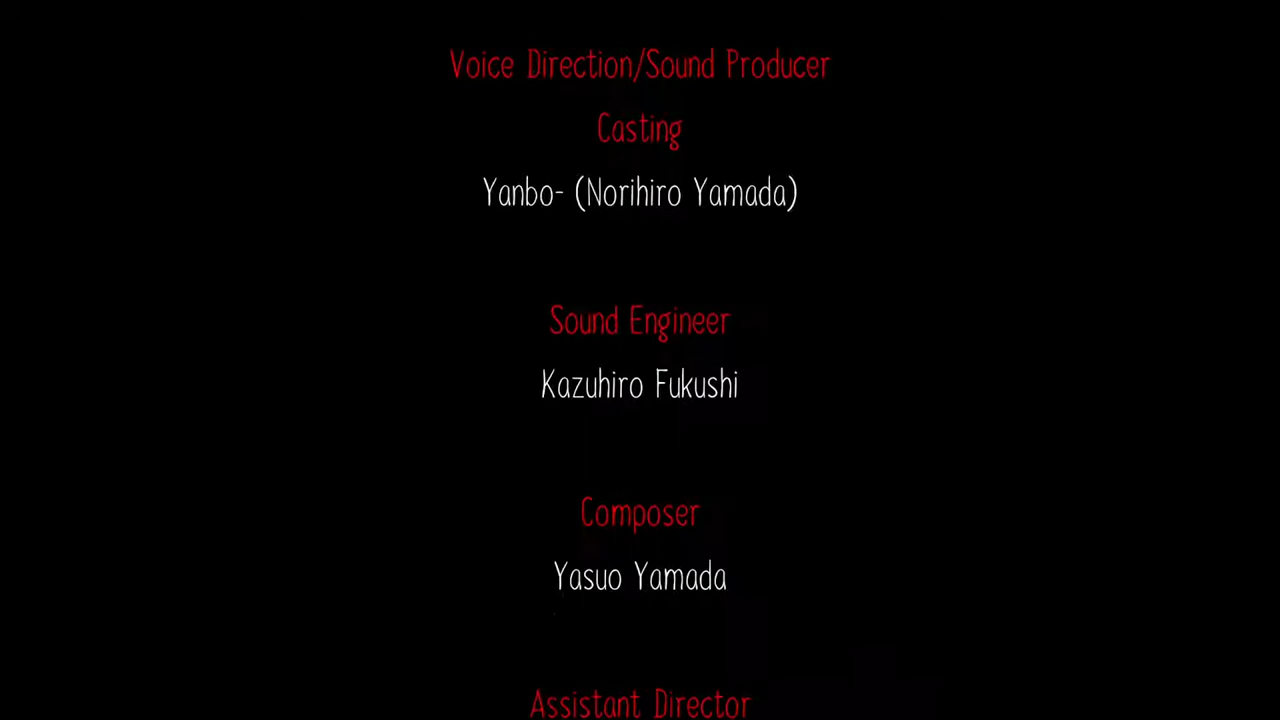 Voice Direction/Sound Producer
Casting
Yanbo- (Norihiro Yamada)
Sound Engineer
Kazuhiro Fukushi
Composer
Yasuo Yamada
Assistant Director